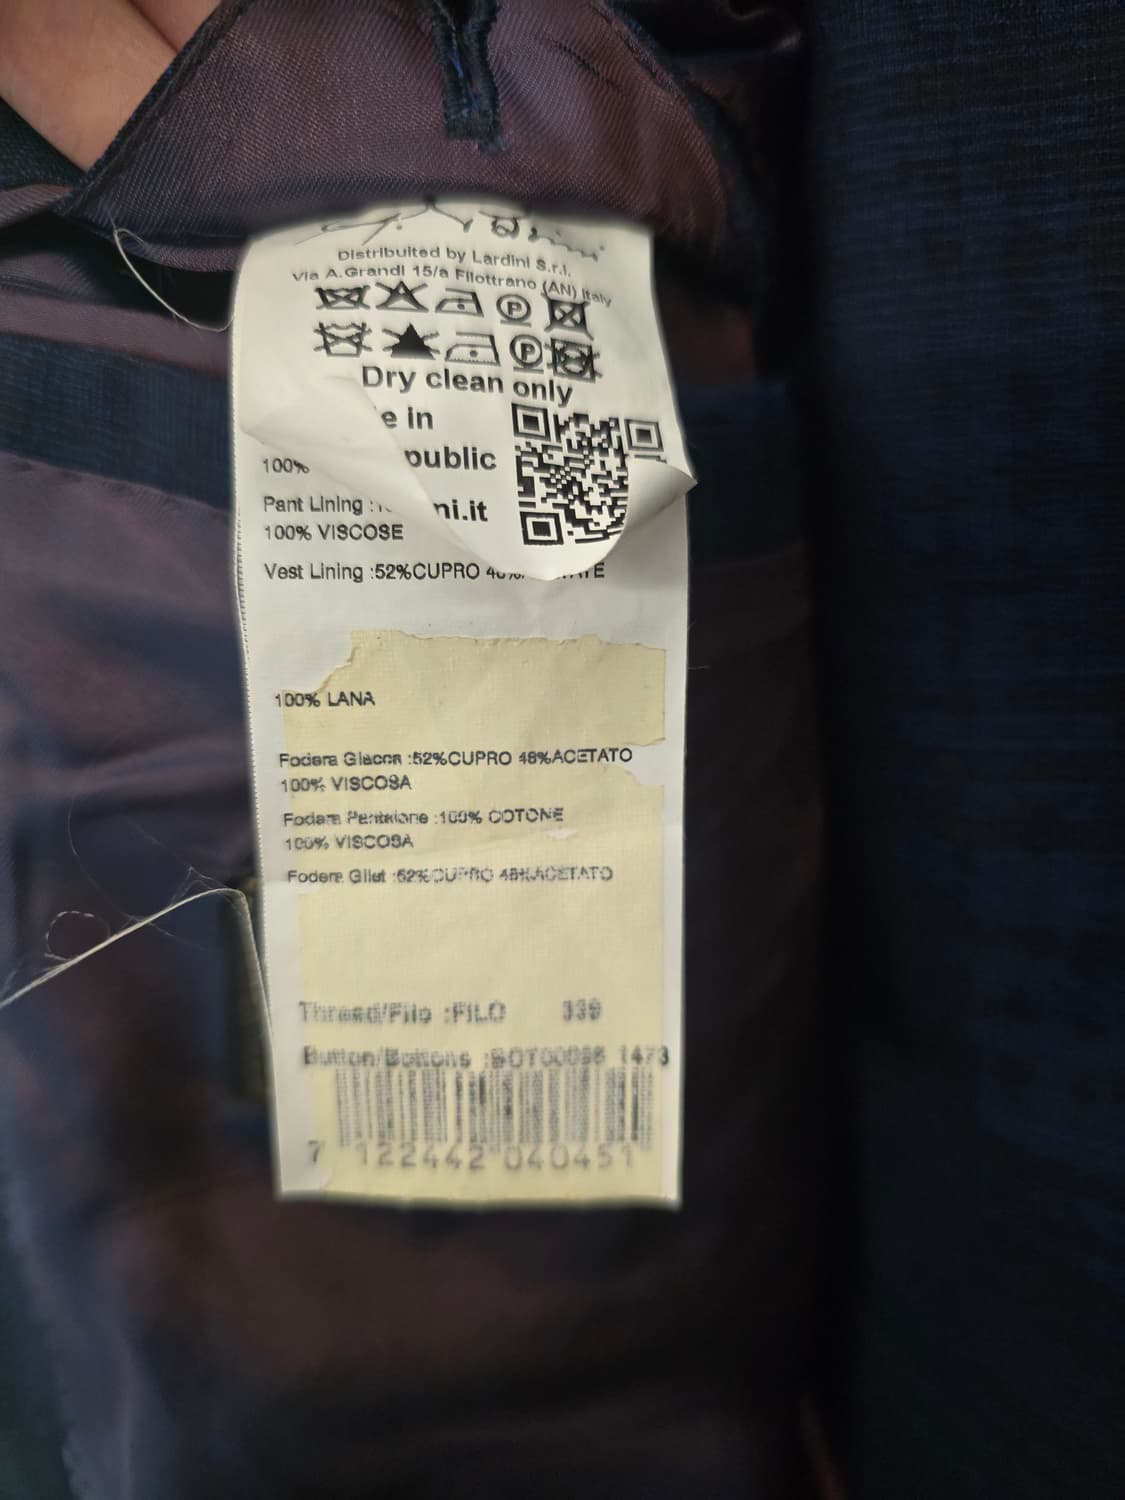 Distribuited by Lardini S.r.l.
Via A.Grandi 15/a Filottrano (AN) Italy
P
P
Dry clean only
e in
public
100%
ni.it
Pant Lining :
100% VISCOSE
Vest Lining :52%CUPRO
100% LANA
Fodera Giacca :52%CUPRO 48%ACETATO
100% VISCOSA
Fodera Pantalone :100% COTONE
100% VISCOSA
Fodera Gilet :52%CUPRO 48%ACETATO
Thread/Filo :FILO 339
Button/Bottons 1473
7 122442 040451